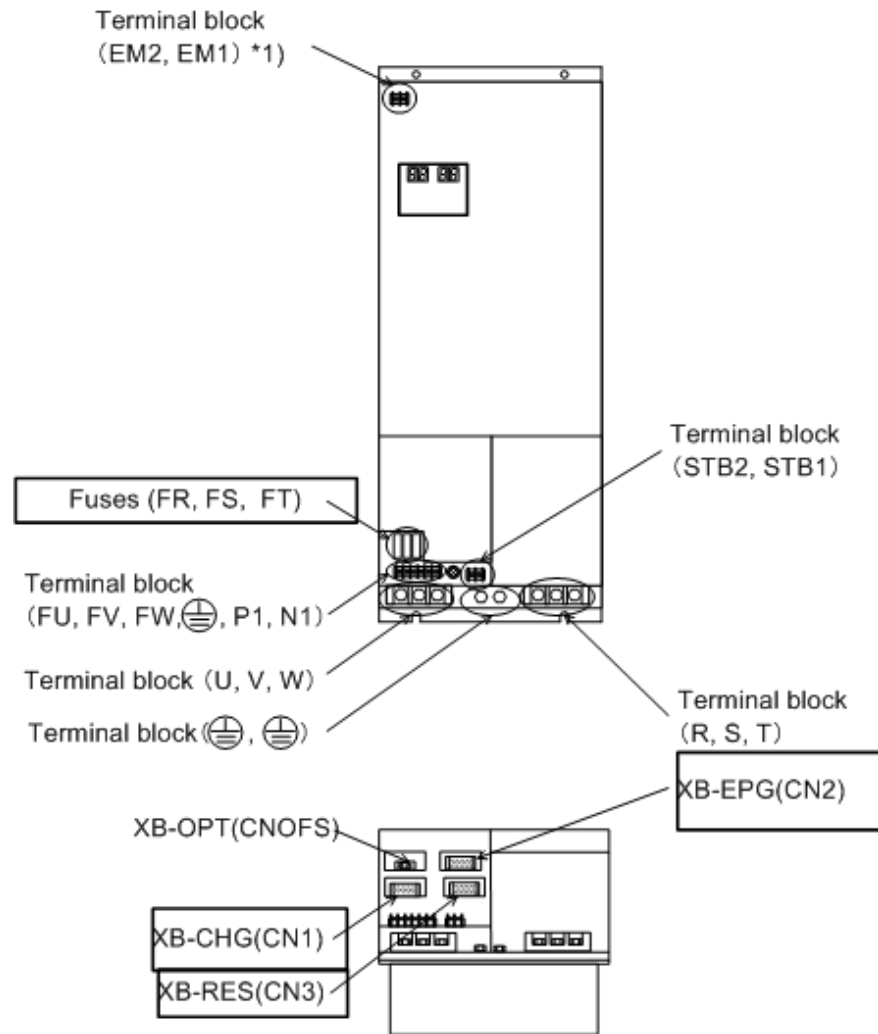 Terminal block
(EM2, EM1) *1)
Terminal block
(STB2, STB1)
Fuses (FR, FS, FT)
Terminal block
(FU, FV, FW, ⏚, P1, N1)
Terminal block (U, V, W)
Terminal block (⏚, ⏚)
Terminal block
(R, S, T)
XB-EPG(CN2)
XB-OPT(CNOFS)
XB-CHG(CN1)
XB-RES(CN3)